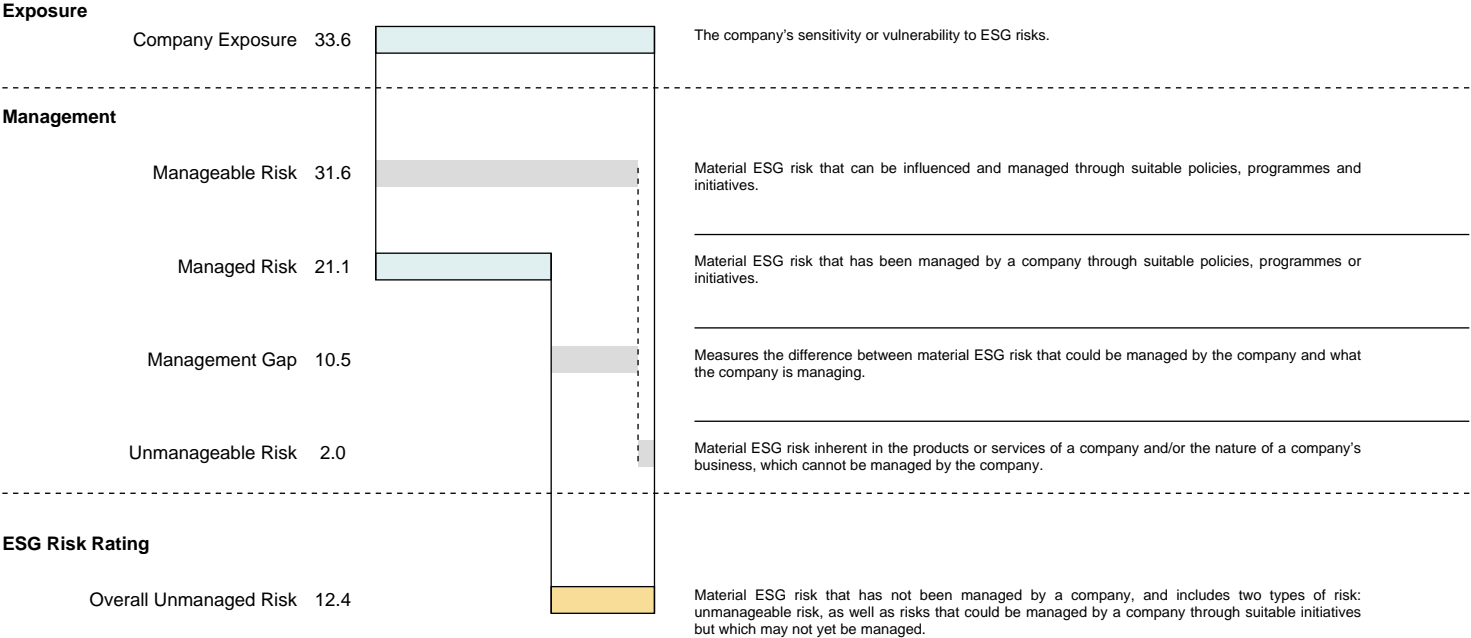 Exposure
Company Exposure 33.6
The company’s sensitivity or vulnerability to ESG risks.
Management
Manageable Risk 31.6
Material ESG risk that can be influenced and managed through suitable policies, programmes and
initiatives.
Managed Risk 21.1
Material ESG risk that has been managed by a company through suitable policies, programmes or
initiatives.
Management Gap 10.5
Measures the difference between material ESG risk that could be managed by the company and what
the company is managing.
Unmanageable Risk 2.0
Material ESG risk inherent in the products or services of a company and/or the nature of a company’s
business, which cannot be managed by the company.
ESG Risk Rating
Overall Unmanaged Risk 12.4
Material ESG risk that has not been managed by a company, and includes two types of risk:
unmanageable risk, as well as risks that could be managed by a company through suitable initiatives
but which may not yet be managed.